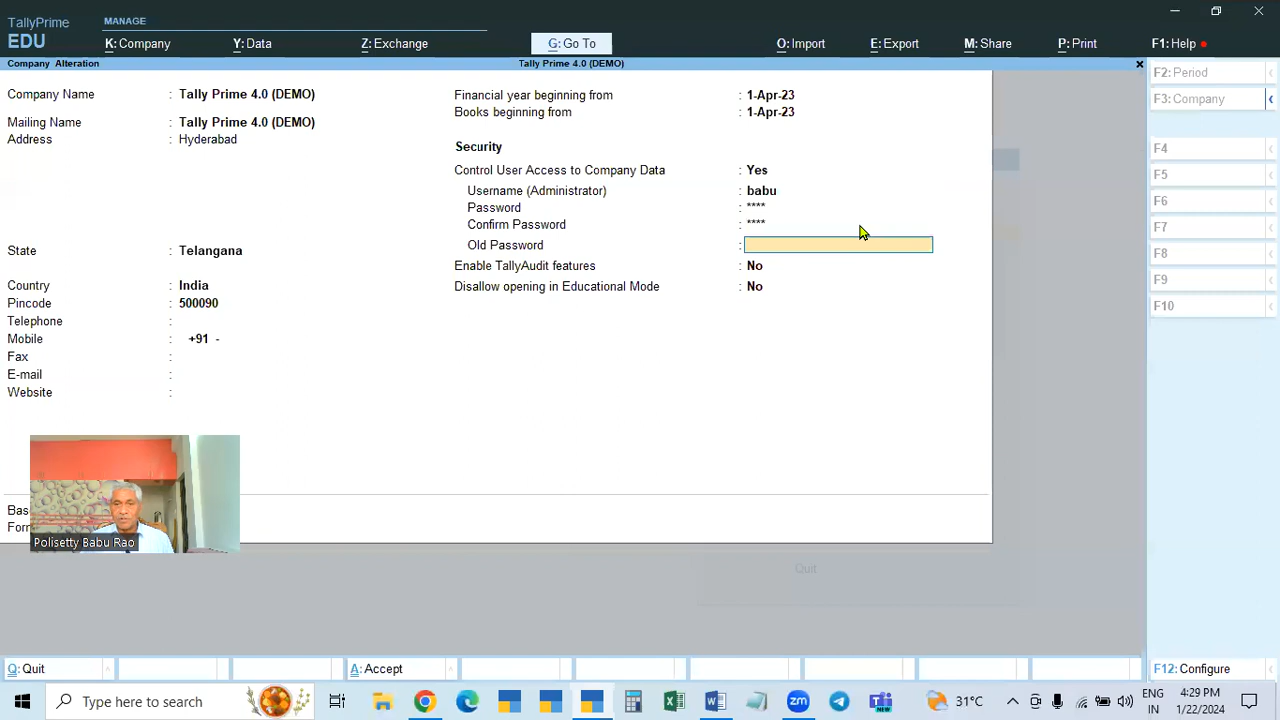 TallyPrime
EDU
MANAGE
K: Company
Y: Data
Z: Exchange
G: Go To
O: Import
E: Export
M: Share
P: Print
F1: Help
Company Alteration
Tally Prime 4.0 (DEMO)
Company Name : Tally Prime 4.0 (DEMO)
Mailing Name : Tally Prime 4.0 (DEMO)
Address : Hyderabad
State : Telangana
Country : India
Pincode : 500090
Telephone :
Mobile : +91 -
Fax :
E-mail :
Website :
Financial year beginning from : 1-Apr-23
Books beginning from : 1-Apr-23
Security
Control User Access to Company Data : Yes
Username (Administrator) : babu
Password : ****
Confirm Password : ****
Old Password :
Enable TallyAudit features : No
Disallow opening in Educational Mode : No
F2: Period
F3: Company
F4
F5
F6
F7
F8
F9
F10
F12: Configure
Polisetty Babu Rao
Quit
Q: Quit
A: Accept
Type here to search
31°C
ENG
IN
4:29 PM
1/22/2024